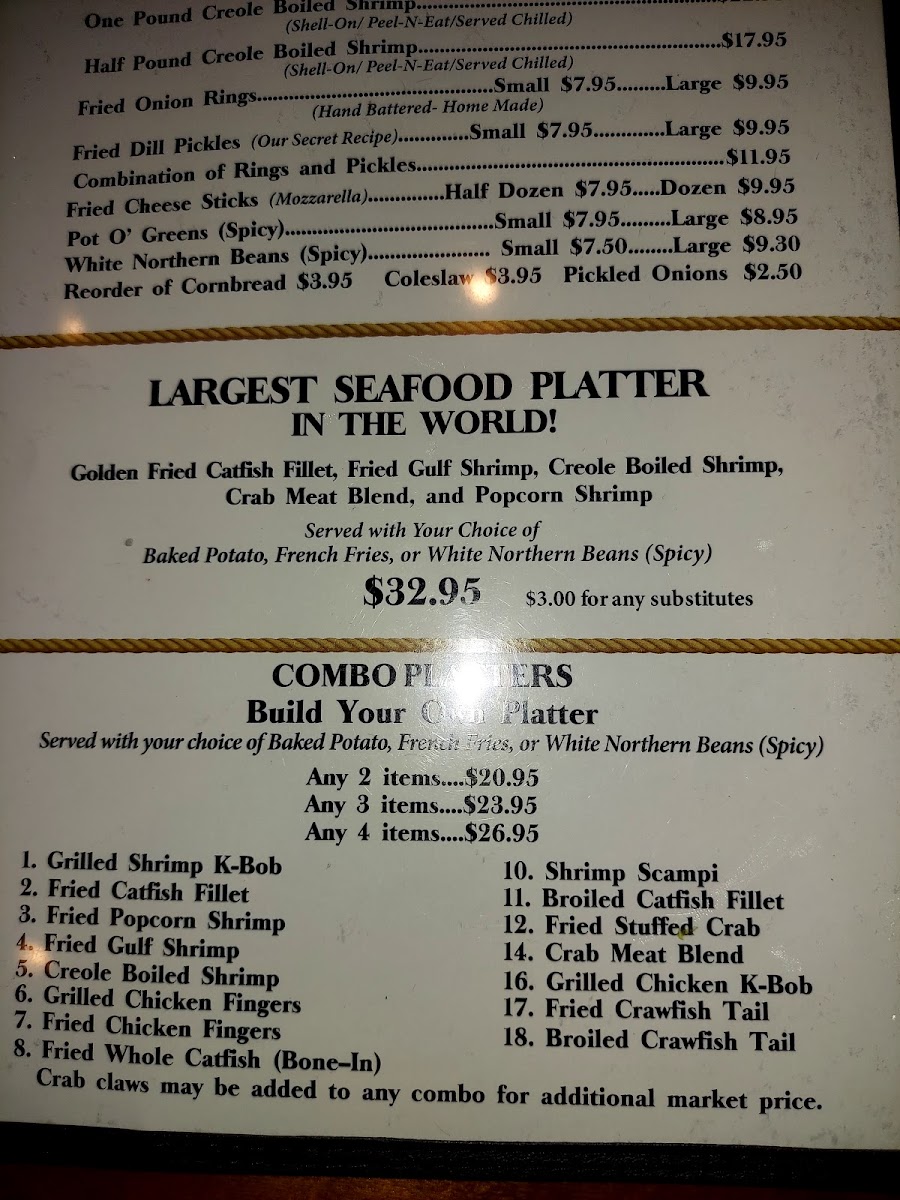 One Pound Creole Boiled Shrimp
(Shell-On/ Peel-N-Eat/Served Chilled)
Half Pound Creole Boiled Shrimp....................................................$17.95
(Shell-On/ Peel-N-Eat/Served Chilled)
Fried Onion Rings..........................................Small $7.95.........Large $9.95
(Hand Battered- Home Made)
Fried Dill Pickles (Our Secret Recipe).............Small $7.95.............Large $9.95
Combination of Rings and Pickles.....................................................$11.95
Fried Cheese Sticks (Mozzarella)..............Half Dozen $7.95.....Dozen $9.95
Pot O' Greens (Spicy)......................................Small $7.95.........Large $8.95
White Northern Beans (Spicy)...................... Small $7.50........Large $9.30
Reorder of Cornbread $3.95 Coleslaw $3.95 Pickled Onions $2.50
LARGEST SEAFOOD PLATTER
IN THE WORLD!
Golden Fried Catfish Fillet, Fried Gulf Shrimp, Creole Boiled Shrimp,
Crab Meat Blend, and Popcorn Shrimp
Served with Your Choice of
Baked Potato, French Fries, or White Northern Beans (Spicy)
$32.95 $3.00 for any substitutes
COMBO PLATTERS
Build Your Own Platter
Served with your choice of Baked Potato, French Fries, or White Northern Beans (Spicy)
Any 2 items....$20.95
Any 3 items....$23.95
Any 4 items....$26.95
1. Grilled Shrimp K-Bob
2. Fried Catfish Fillet
3. Fried Popcorn Shrimp
4. Fried Gulf Shrimp
5. Creole Boiled Shrimp
6. Grilled Chicken Fingers
7. Fried Chicken Fingers
8. Fried Whole Catfish (Bone–In)
10. Shrimp Scampi
11. Broiled Catfish Fillet
12. Fried Stuffed Crab
14. Crab Meat Blend
16. Grilled Chicken K-Bob
17. Fried Crawfish Tail
18. Broiled Crawfish Tail
Crab claws may be added to any combo for additional market price.